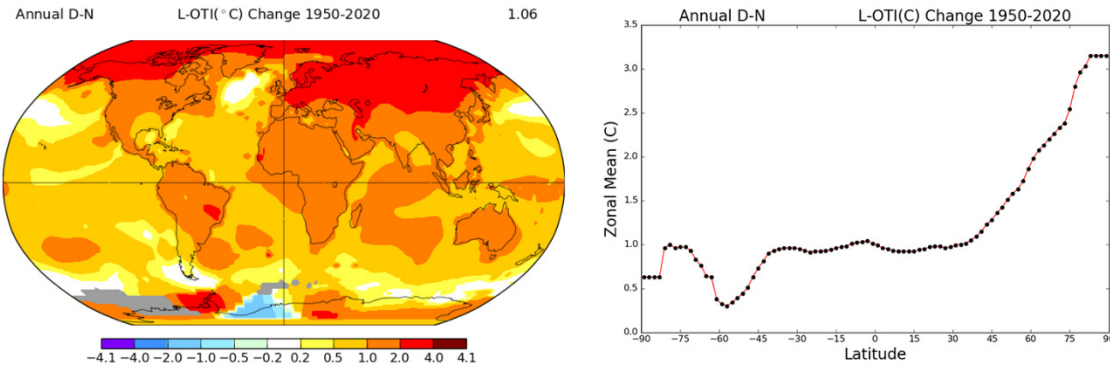 Annual D-N L-OTI(°C) Change 1950-2020 1.06
−4.1 −4.0 −2.0 −1.0 −0.5 −0.2 0.2 0.5 1.0 2.0 4.0 4.1
Annual D-N L-OTI(C) Change 1950-2020
3.5
3.0
2.5
2.0
1.5
1.0
0.5
0.0
Zonal Mean (C)
−90 −75 −60 −45 −30 −15 0 15 30 45 60 75 90
Latitude